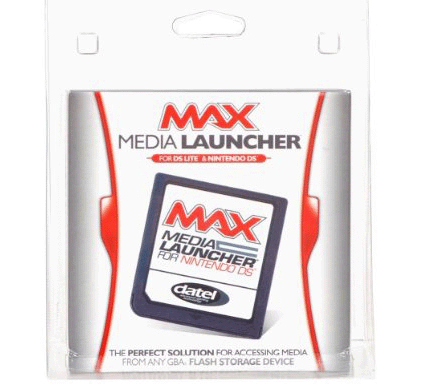 MAX
MEDIA LAUNCHER
FOR DS LITE & NINTENDO DS
MAX
MEDIA
LAUNCHER
FOR NINTENDO DS
datel
THE PERFECT SOLUTION FOR ACCESSING MEDIA
FROM ANY GBA FLASH STORAGE DEVICE